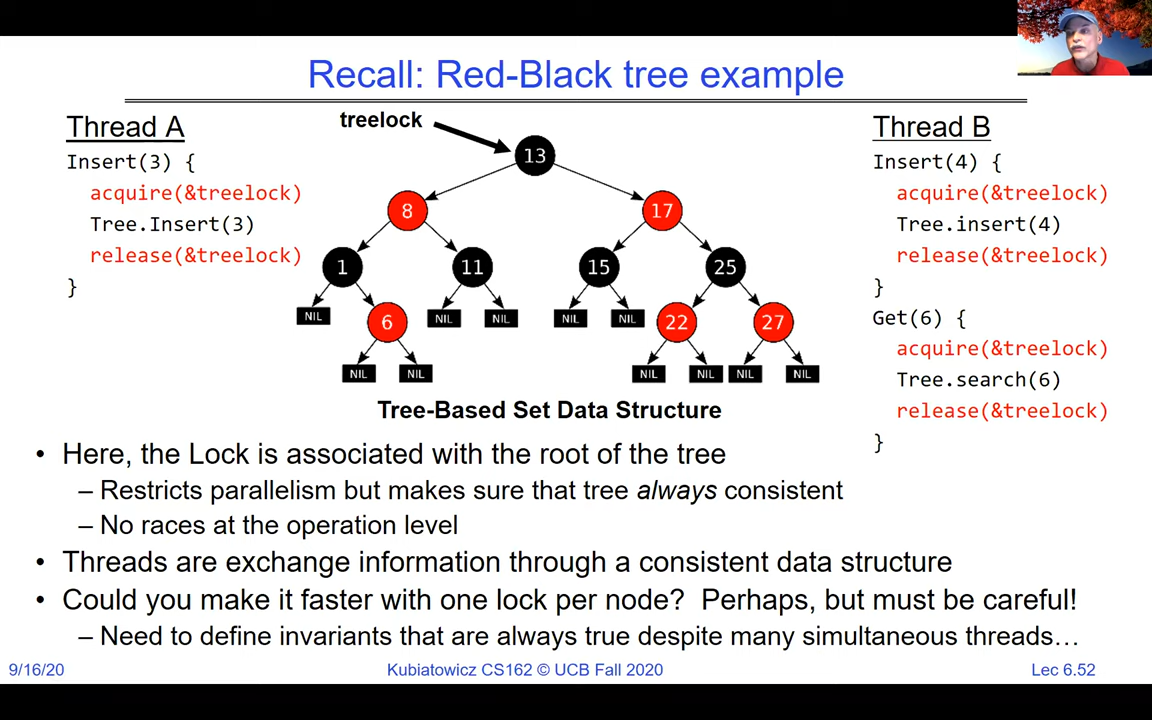 Recall: Red-Black tree example
Thread A
Insert(3) {
acquire(&treelock)
Tree.Insert(3)
release(&treelock)
}
treelock
13
8
17
1
11
15
25
NIL
6
NIL
NIL
NIL
NIL
22
27
NIL
NIL
NIL
NIL
NIL
NIL
Tree-Based Set Data Structure
Thread B
Insert(4) {
acquire(&treelock)
Tree.insert(4)
release(&treelock)
}
Get(6) {
acquire(&treelock)
Tree.search(6)
release(&treelock)
}
• Here, the Lock is associated with the root of the tree
– Restricts parallelism but makes sure that tree always consistent
– No races at the operation level
• Threads are exchange information through a consistent data structure
• Could you make it faster with one lock per node? Perhaps, but must be careful!
– Need to define invariants that are always true despite many simultaneous threads…
9/16/20
Kubiatowicz CS162 © UCB Fall 2020
Lec 6.52